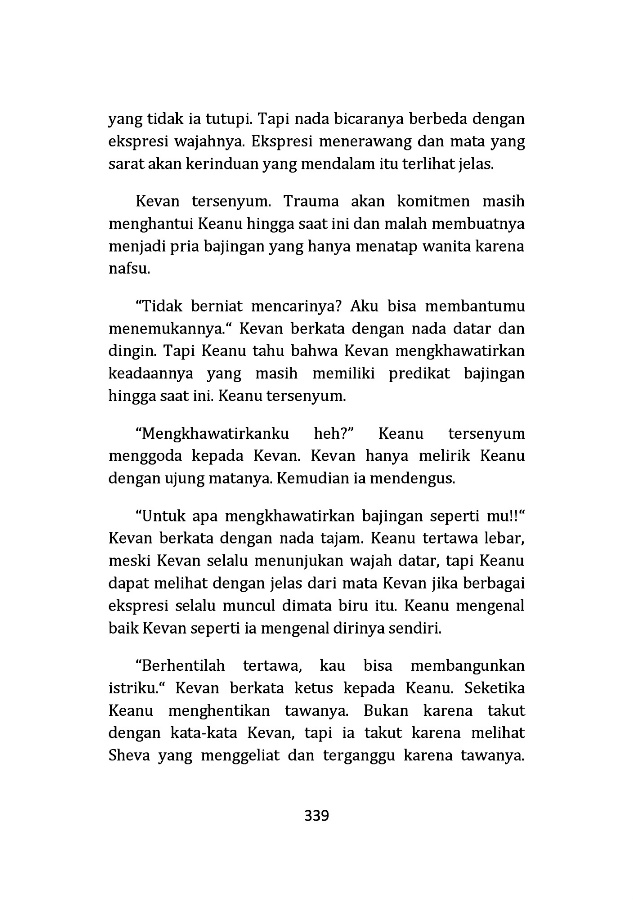 yang tidak ia tutupi. Tapi nada bicaranya berbeda dengan
ekspresi wajahnya. Ekspresi menerawang dan mata yang
sarat akan kerinduan yang mendalam itu terlihat jelas.
Kevan tersenyum. Trauma akan komitmen masih
menghantui Keanu hingga saat ini dan malah membuatnya
menjadi pria bajingan yang hanya menatap wanita karena
nafsu.
“Tidak berniat mencarinya? Aku bisa membantumu
menemukannya.“ Kevan berkata dengan nada datar dan
dingin. Tapi Keanu tahu bahwa Kevan mengkhawatirkan
keadaannya yang masih memiliki predikat bajingan
hingga saat ini. Keanu tersenyum.
“Mengkhawatirkanku heh?” Keanu tersenyum
menggoda kepada Kevan. Kevan hanya melirik Keanu
dengan ujung matanya. Kemudian ia mendengus.
“Untuk apa mengkhawatirkan bajingan seperti mu!!“
Kevan berkata dengan nada tajam. Keanu tertawa lebar,
meski Kevan selalu menunjukan wajah datar, tapi Keanu
dapat melihat dengan jelas dari mata Kevan jika berbagai
ekspresi selalu muncul dimata biru itu. Keanu mengenal
baik Kevan seperti ia mengenal dirinya sendiri.
“Berhentilah tertawa, kau bisa membangunkan
istriku.“ Kevan berkata ketus kepada Keanu. Seketika
Keanu menghentikan tawanya. Bukan karena takut
dengan kata-kata Kevan, tapi ia takut karena melihat
Sheva yang menggeliat dan terganggu karena tawanya.
339